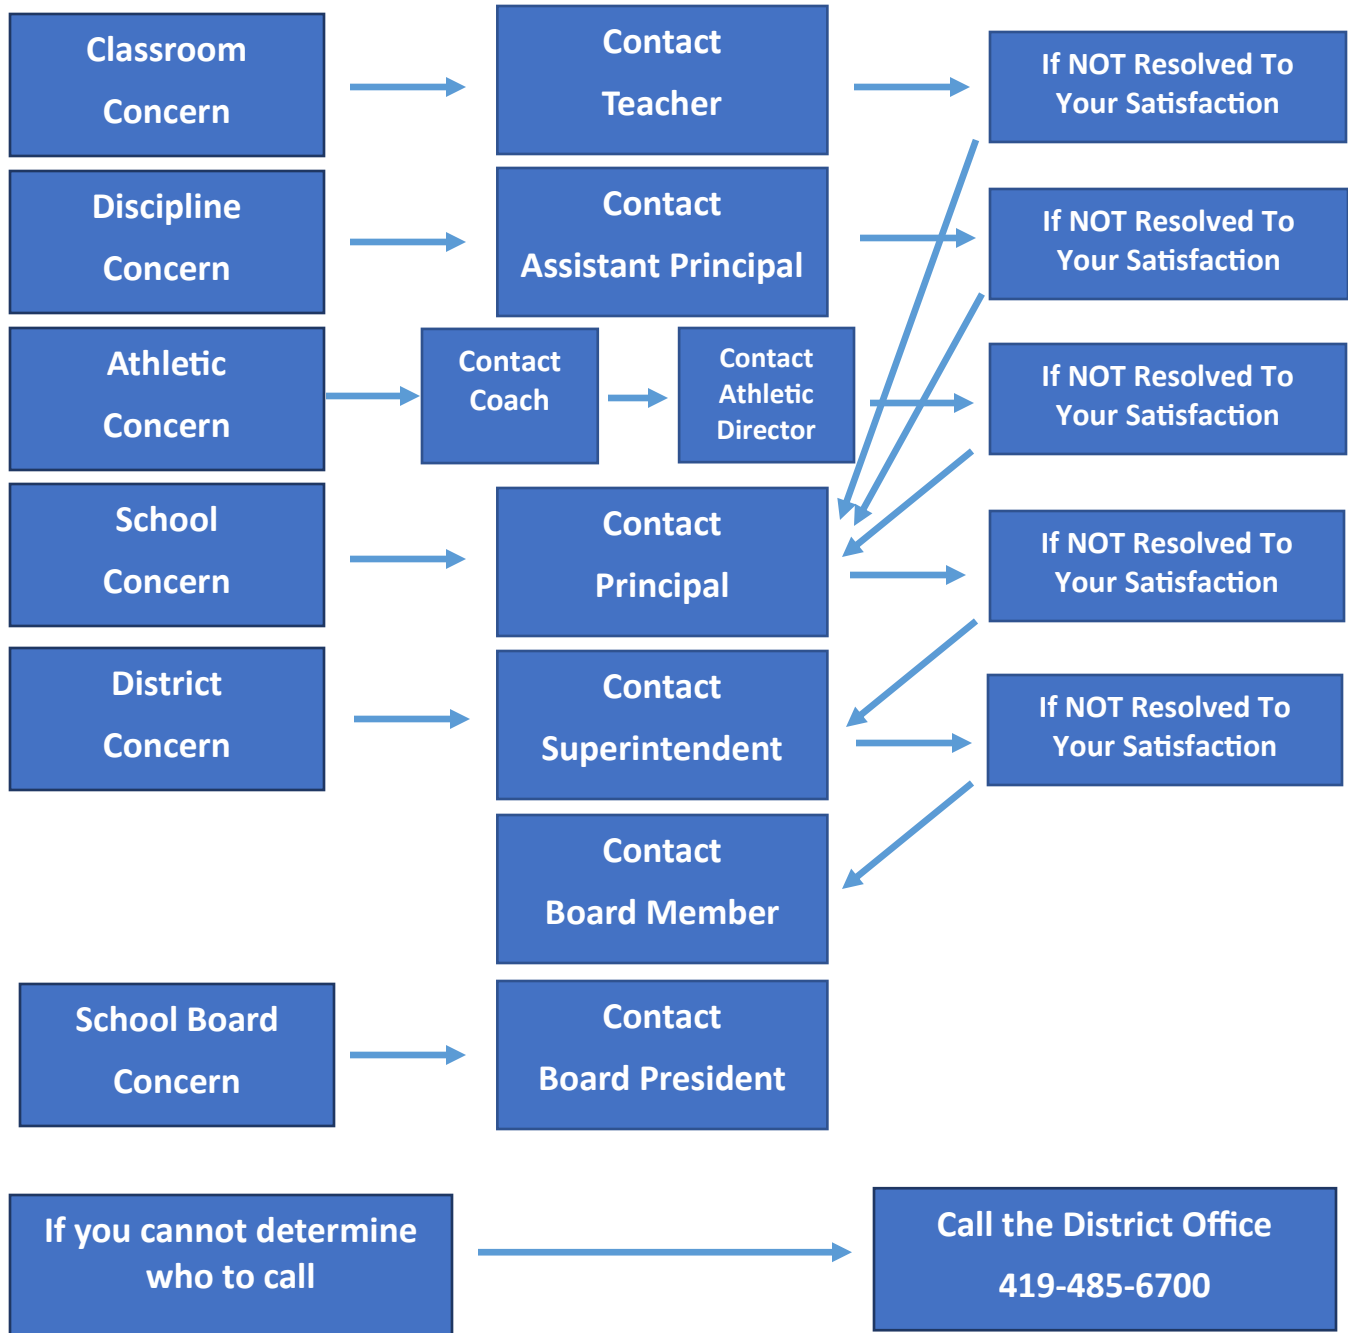 Classroom
Concern
Contact
Teacher
If NOT Resolved To
Your Satisfaction
Discipline
Concern
Contact
Assistant Principal
If NOT Resolved To
Your Satisfaction
Athletic
Concern
Contact
Coach
Contact
Athletic
Director
If NOT Resolved To
Your Satisfaction
School
Concern
Contact
Principal
If NOT Resolved To
Your Satisfaction
District
Concern
Contact
Superintendent
If NOT Resolved To
Your Satisfaction
Contact
Board Member
School Board
Concern
Contact
Board President
If you cannot determine
who to call
Call the District Office
419-485-6700